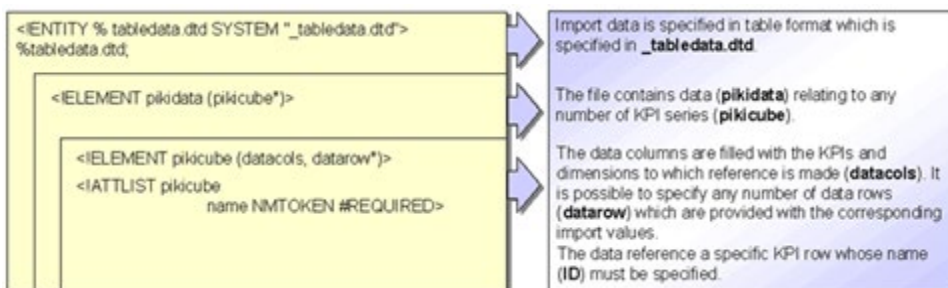 <!ENTITY % tabledata.dtd SYSTEM "_tabledata.dtd">
%tabledata.dtd;
<!ELEMENT pikidata (pikicube*)>
<!ELEMENT pikicube (datacols, datarow*)>
<!ATTLIST pikicube
name NMTOKEN #REQUIRED>
Import data is specified in table format which is
specified in _tabledata.dtd.
The file contains data (pikidata) relating to any
number of KPI series (pikicube).
The data columns are filled with the KPIs and
dimensions to which reference is made (datacols). It
is possible to specify any number of data rows
(datarow) which are provided with the corresponding
import values.
The data reference a specific KPI row whose name
(ID) must be specified.